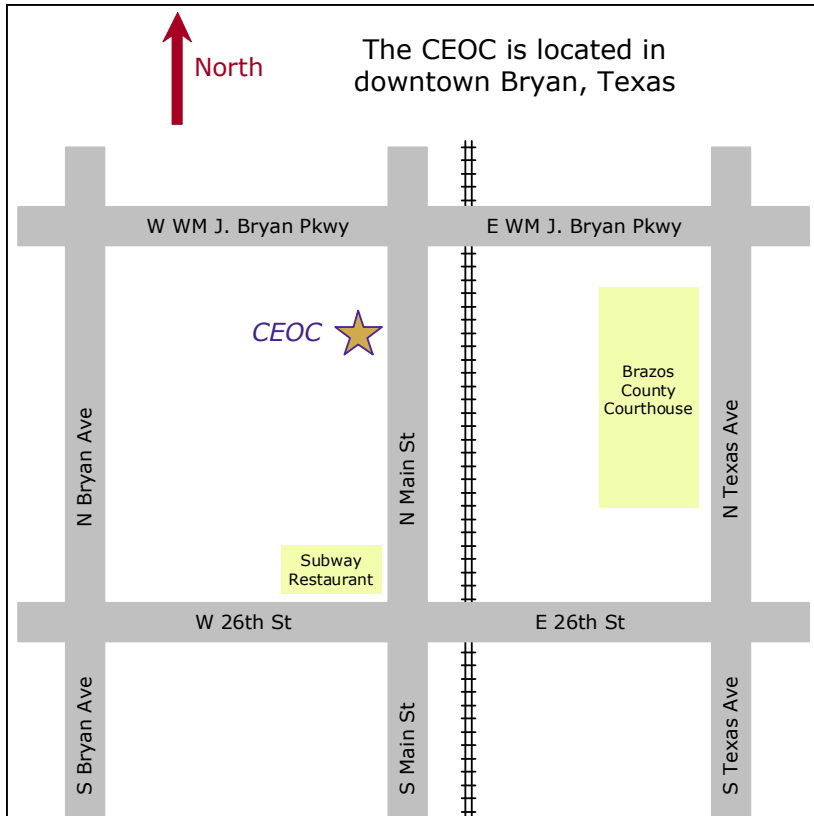 North
The CEOC is located in
downtown Bryan, Texas
W WM J. Bryan Pkwy
E WM J. Bryan Pkwy
CEOC
Brazos
County
Courthouse
N Bryan Ave
N Main St
N Texas Ave
Subway
Restaurant
W 26th St
E 26th St
S Bryan Ave
S Main St
S Texas Ave